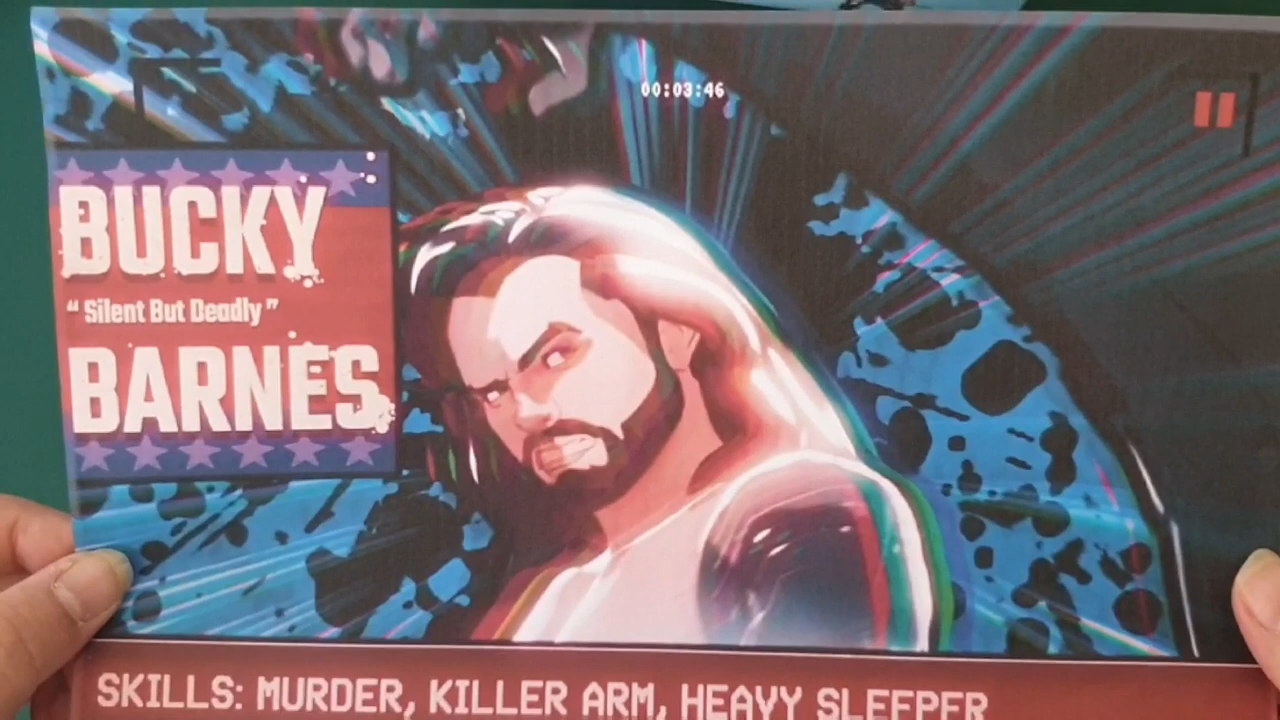 00:03:46
BUCKY
“Silent But Deadly”
BARNES
SKILLS: MURDER, KILLER ARM, HEAVY SLEEPER